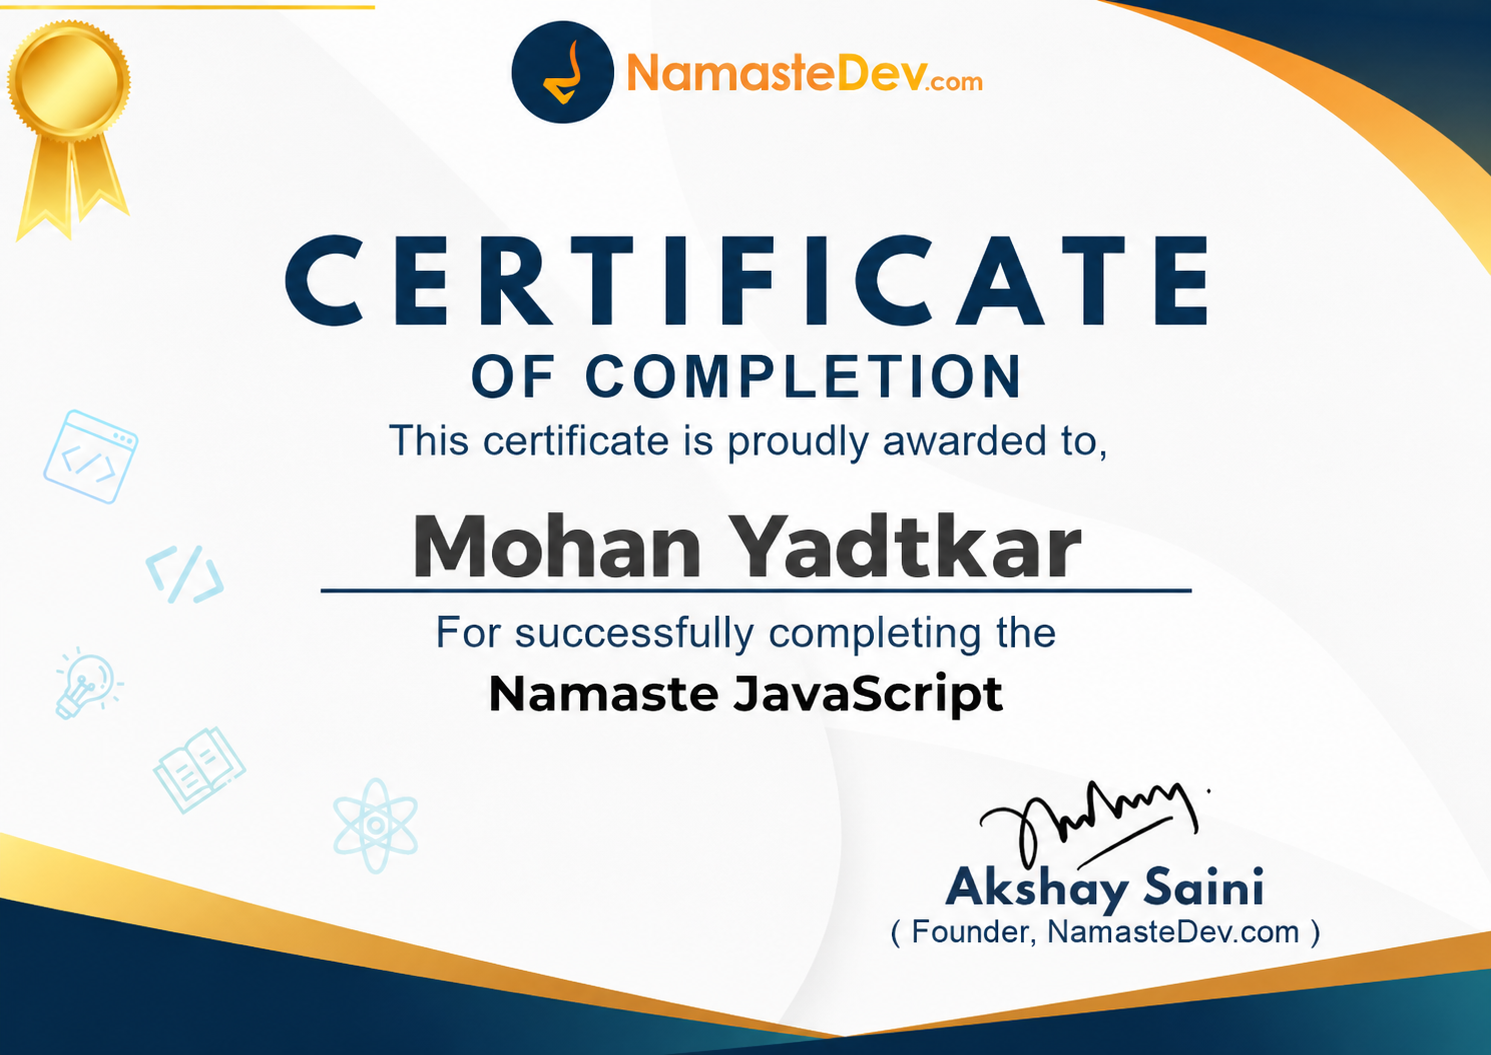 NamasteDev.com
CERTIFICATE
OF COMPLETION
This certificate is proudly awarded to,
Mohan Yadtkar
For successfully completing the
Namaste JavaScript
Akshay Saini
( Founder, NamasteDev.com )